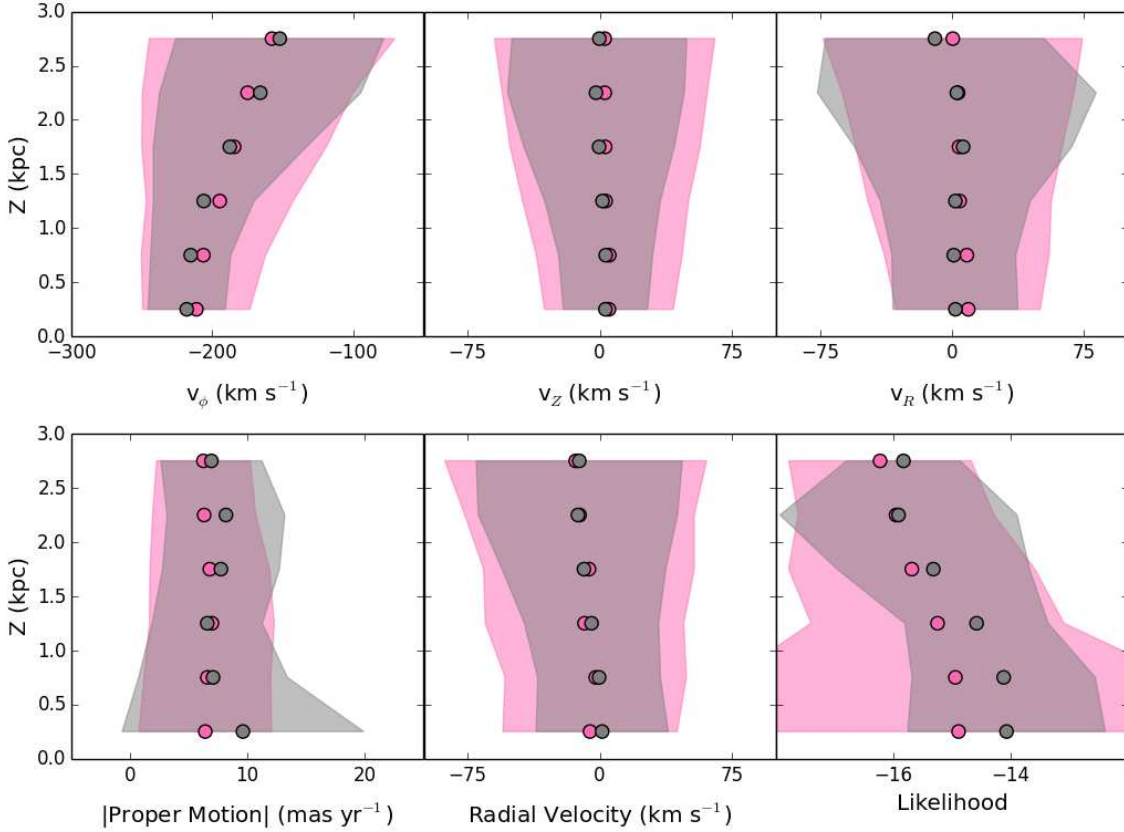 3.0
2.5
2.0
1.5
1.0
0.5
0.0
Z (kpc)
−300 −200 −100 −75 0 75 −75 0 75
v_ϕ (km s⁻¹) v_Z (km s⁻¹) v_R (km s⁻¹)
3.0
2.5
2.0
1.5
1.0
0.5
0.0
Z (kpc)
0 10 20 −75 0 75 −16 −14
|Proper Motion| (mas yr⁻¹) Radial Velocity (km s⁻¹) Likelihood